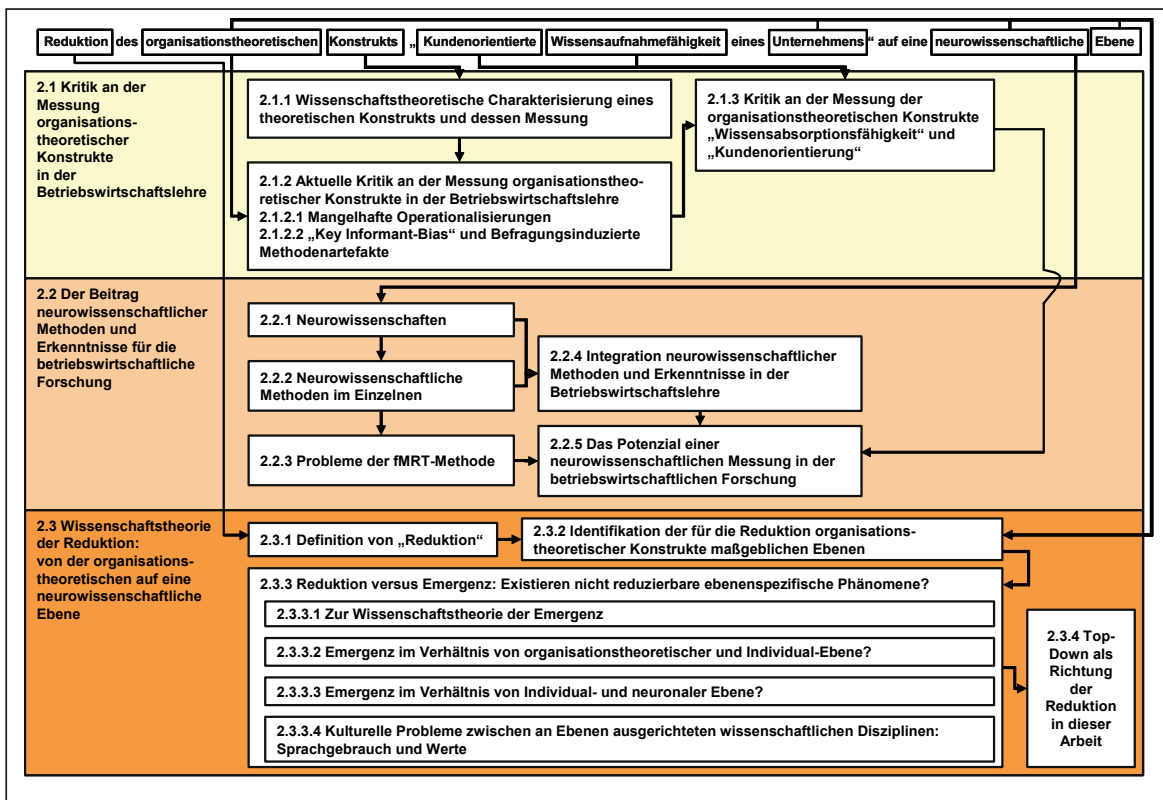 Reduktion des organisationstheoretischen Konstrukts „Kundenorientierte Wissensaufnahmefähigkeit eines Unternehmens“ auf eine neurowissenschaftliche Ebene
2.1 Kritik an der
Messung
organisations-
theoretischer
Konstrukte
in der
Betriebswirtschaftslehre
2.1.1 Wissenschaftstheoretische Charakterisierung eines
theoretischen Konstrukts und dessen Messung
2.1.2 Aktuelle Kritik an der Messung organisationstheo-
retischer Konstrukte in der Betriebswirtschaftslehre
2.1.2.1 Mangelhafte Operationalisierungen
2.1.2.2 „Key Informant-Bias“ und Befragungsinduzierte
Methodenartefakte
2.1.3 Kritik an der Messung der
organisationstheoretischen Konstrukte
„Wissensabsorptionsfähigkeit“ und
„Kundenorientierung“
2.2 Der Beitrag
neurowissenschaftlicher
Methoden und
Erkenntnisse für die
betriebswirtschaftliche
Forschung
2.2.1 Neurowissenschaften
2.2.2 Neurowissenschaftliche
Methoden im Einzelnen
2.2.3 Probleme der fMRT-Methode
2.2.4 Integration neurowissenschaftlicher
Methoden und Erkenntnisse in der
Betriebswirtschaftslehre
2.2.5 Das Potenzial einer
neurowissenschaftlichen Messung in der
betriebswirtschaftlichen Forschung
2.3 Wissenschaftstheorie
der Reduktion:
von der organisations-
theoretischen auf eine
neurowissenschaftliche
Ebene
2.3.1 Definition von „Reduktion“
2.3.2 Identifikation der für die Reduktion organisations-
theoretischer Konstrukte maßgeblichen Ebenen
2.3.3 Reduktion versus Emergenz: Existieren nicht reduzierbare ebenenspezifische Phänomene?
2.3.3.1 Zur Wissenschaftstheorie der Emergenz
2.3.3.2 Emergenz im Verhältnis von organisationstheoretischer und Individual-Ebene?
2.3.3.3 Emergenz im Verhältnis von Individual- und neuronaler Ebene?
2.3.3.4 Kulturelle Probleme zwischen an Ebenen ausgerichteten wissenschaftlichen Disziplinen:
Sprachgebrauch und Werte
2.3.4 Top-
Down als
Richtung
der
Reduktion
in dieser
Arbeit